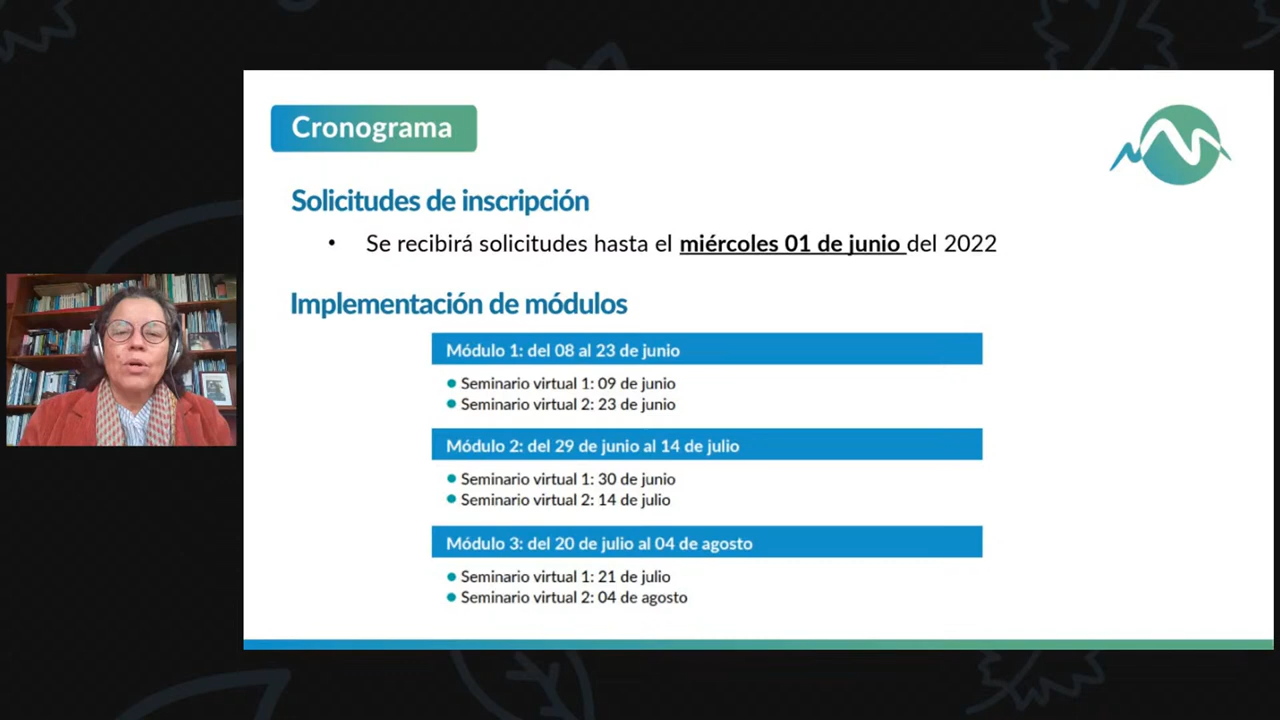 Cronograma
Solicitudes de inscripción
• Se recibirá solicitudes hasta el miércoles 01 de junio del 2022
Implementación de módulos
Módulo 1: del 08 al 23 de junio
● Seminario virtual 1: 09 de junio
● Seminario virtual 2: 23 de junio
Módulo 2: del 29 de junio al 14 de julio
● Seminario virtual 1: 30 de junio
● Seminario virtual 2: 14 de julio
Módulo 3: del 20 de julio al 04 de agosto
● Seminario virtual 1: 21 de julio
● Seminario virtual 2: 04 de agosto